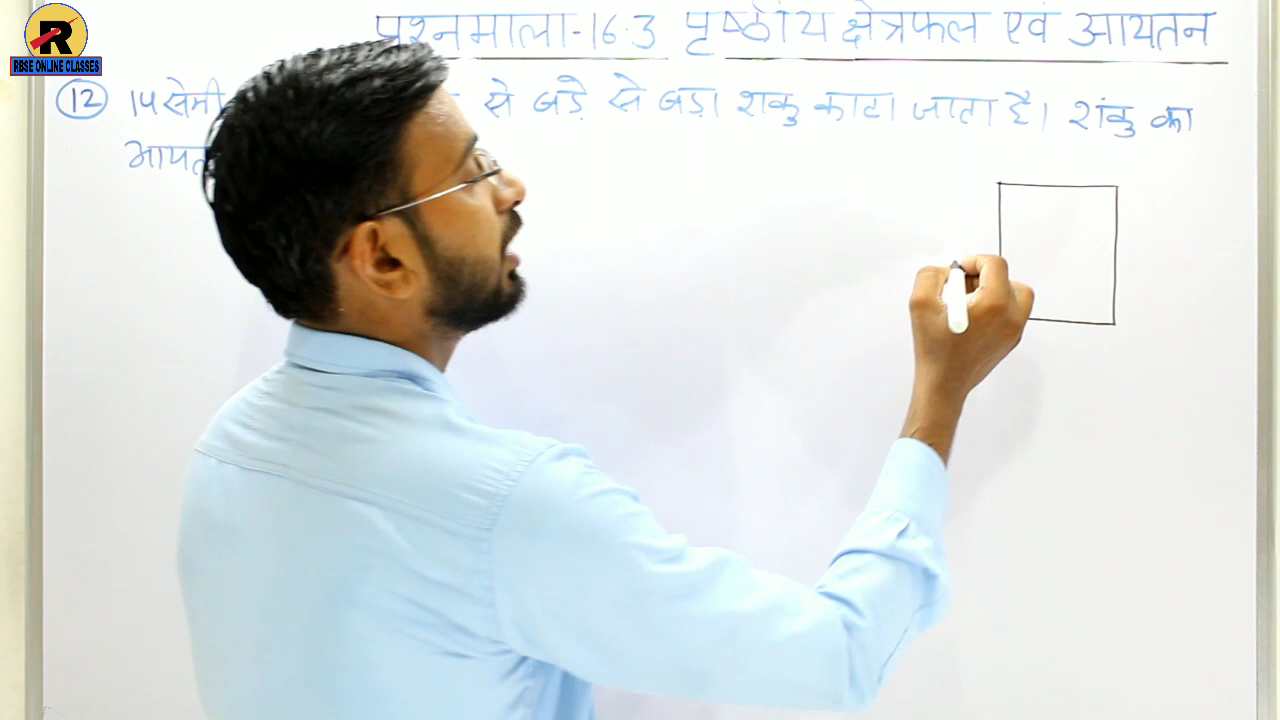 R
RBSE ONLINE CLASSES
प्रश्नमाला-16.3 पृष्ठीय क्षेत्रफल एवं आयतन
(12) 14 सेमी से बड़े से बड़ा शंकु काटा जाता है। शंकु का